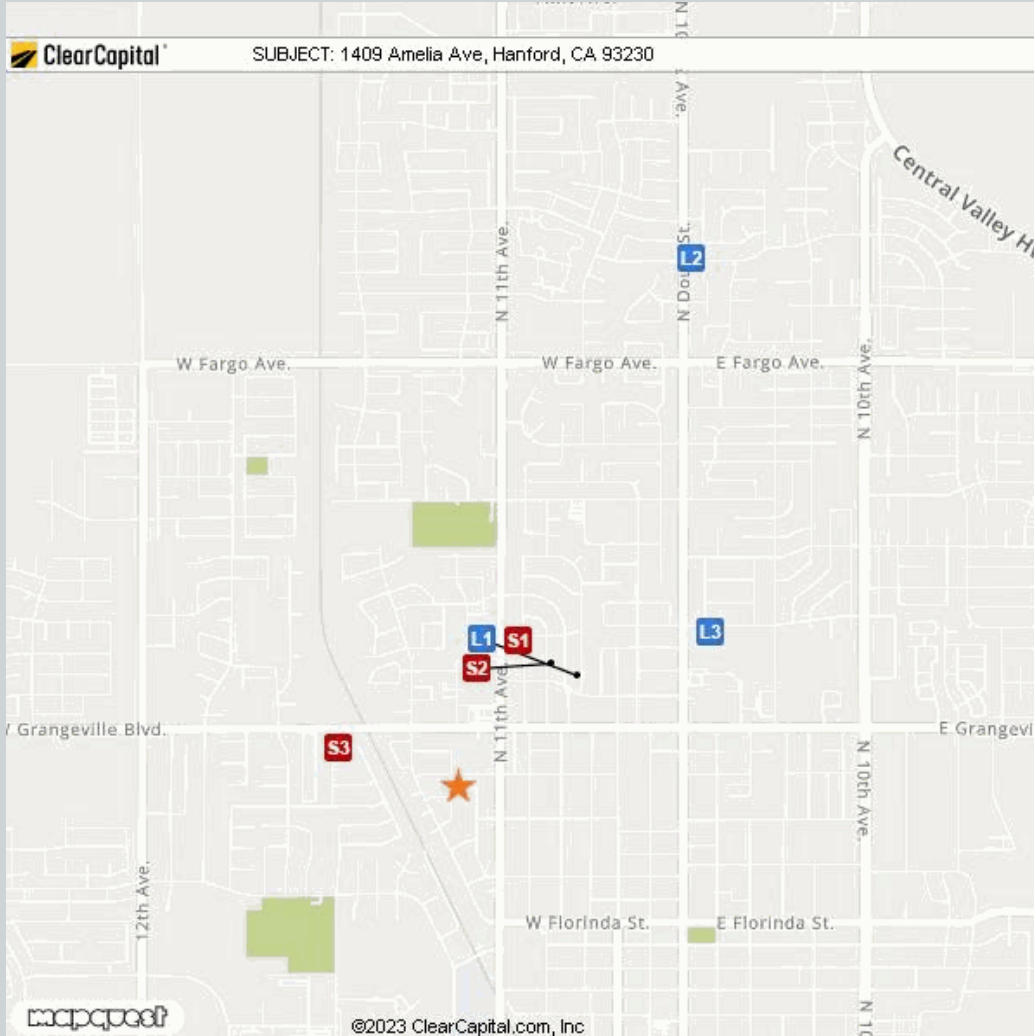 ClearCapital
SUBJECT: 1409 Amelia Ave, Hanford, CA 93230
Ave.
Central Valley
N 11th Ave.
L2
W Fargo Ave.
W Fargo Ave.
E Fargo Ave.
N 10th Ave.
L1
S1
L3
S2
N 11th Ave.
Grangeville Blvd.
E Grangevi
S3
N 10th Ave.
12th Ave.
W Florinda St.
E Florinda St.
mapquest
©2023 ClearCapital.com, Inc